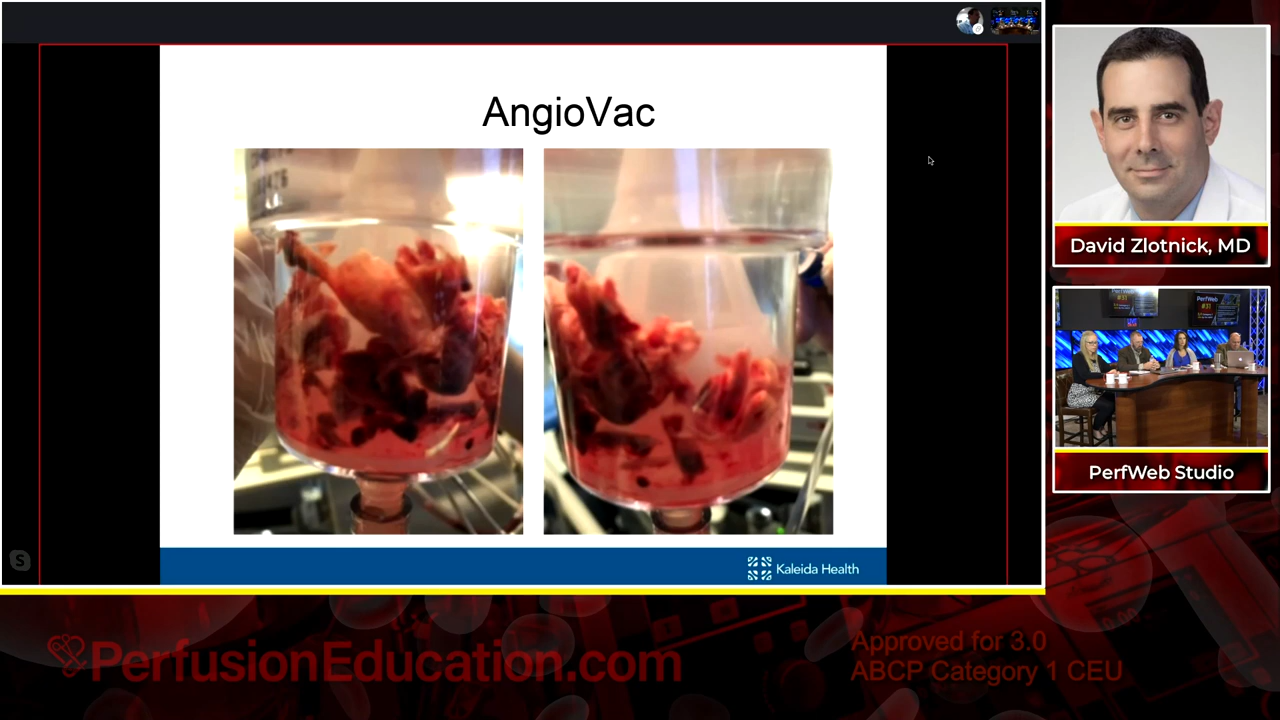 AngioVac
Kaleida Health
David Zlotnick, MD
PerfWeb Studio
PerfusionEducation.com
Approved for 3.0
ABCP Category 1 CEU